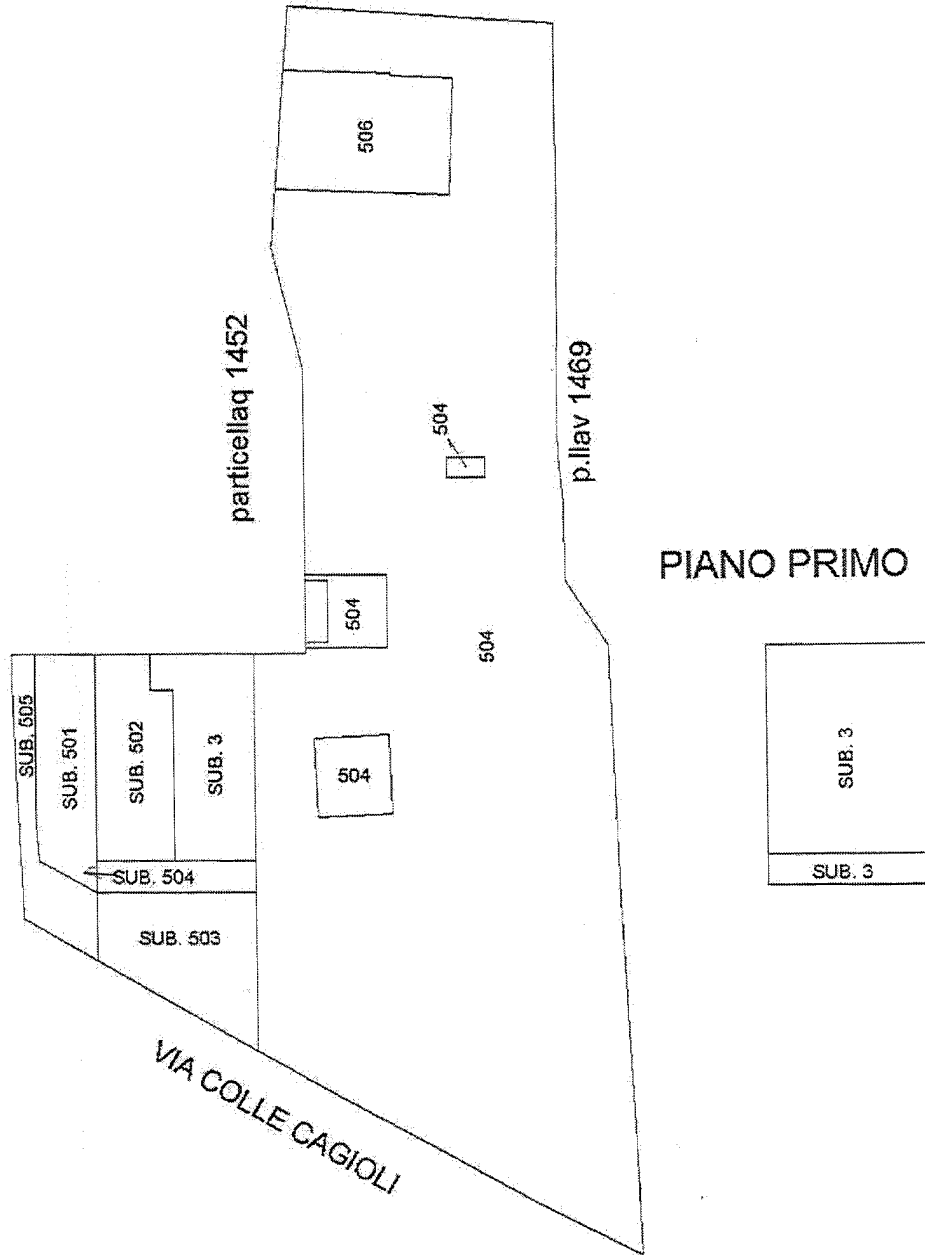 506
particellaq 1452
504
p.llav 1469
PIANO PRIMO
504
504
SUB. 505
SUB. 501
SUB. 502
SUB. 3
504
SUB. 3
SUB. 504
SUB. 3
SUB. 503
VIA COLLE CAGIOLI